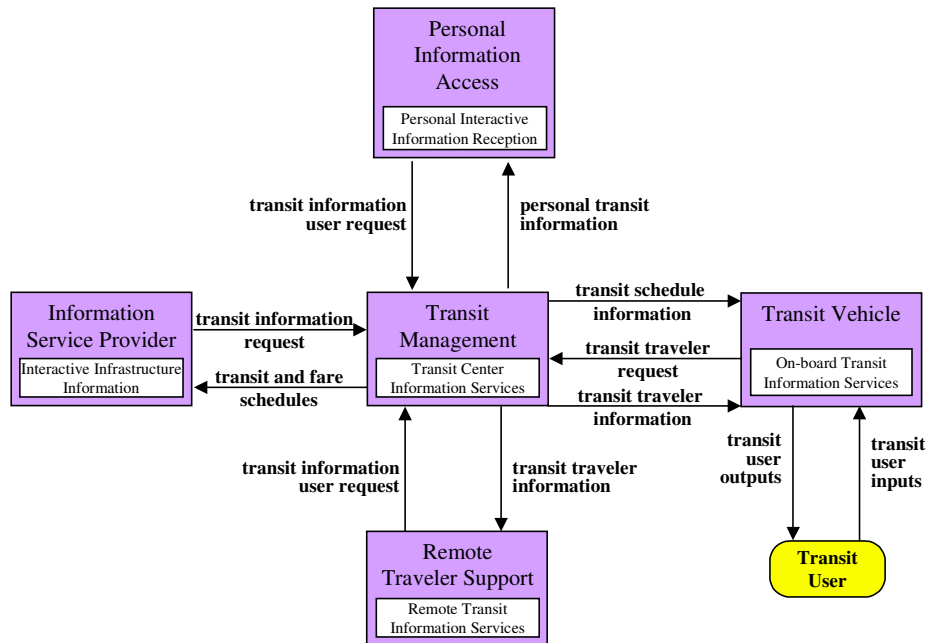 Personal
Information
Access
Personal Interactive
Information Reception
transit information
user request
personal transit
information
Information
Service Provider
Interactive Infrastructure
Information
transit information
request
transit and fare
schedules
Transit
Management
Transit Center
Information Services
transit schedule
information
transit traveler
request
transit traveler
information
Transit Vehicle
On-board Transit
Information Services
transit information
user request
transit traveler
information
transit
user
outputs
transit
user
inputs
Remote
Traveler Support
Remote Transit
Information Services
Transit
User